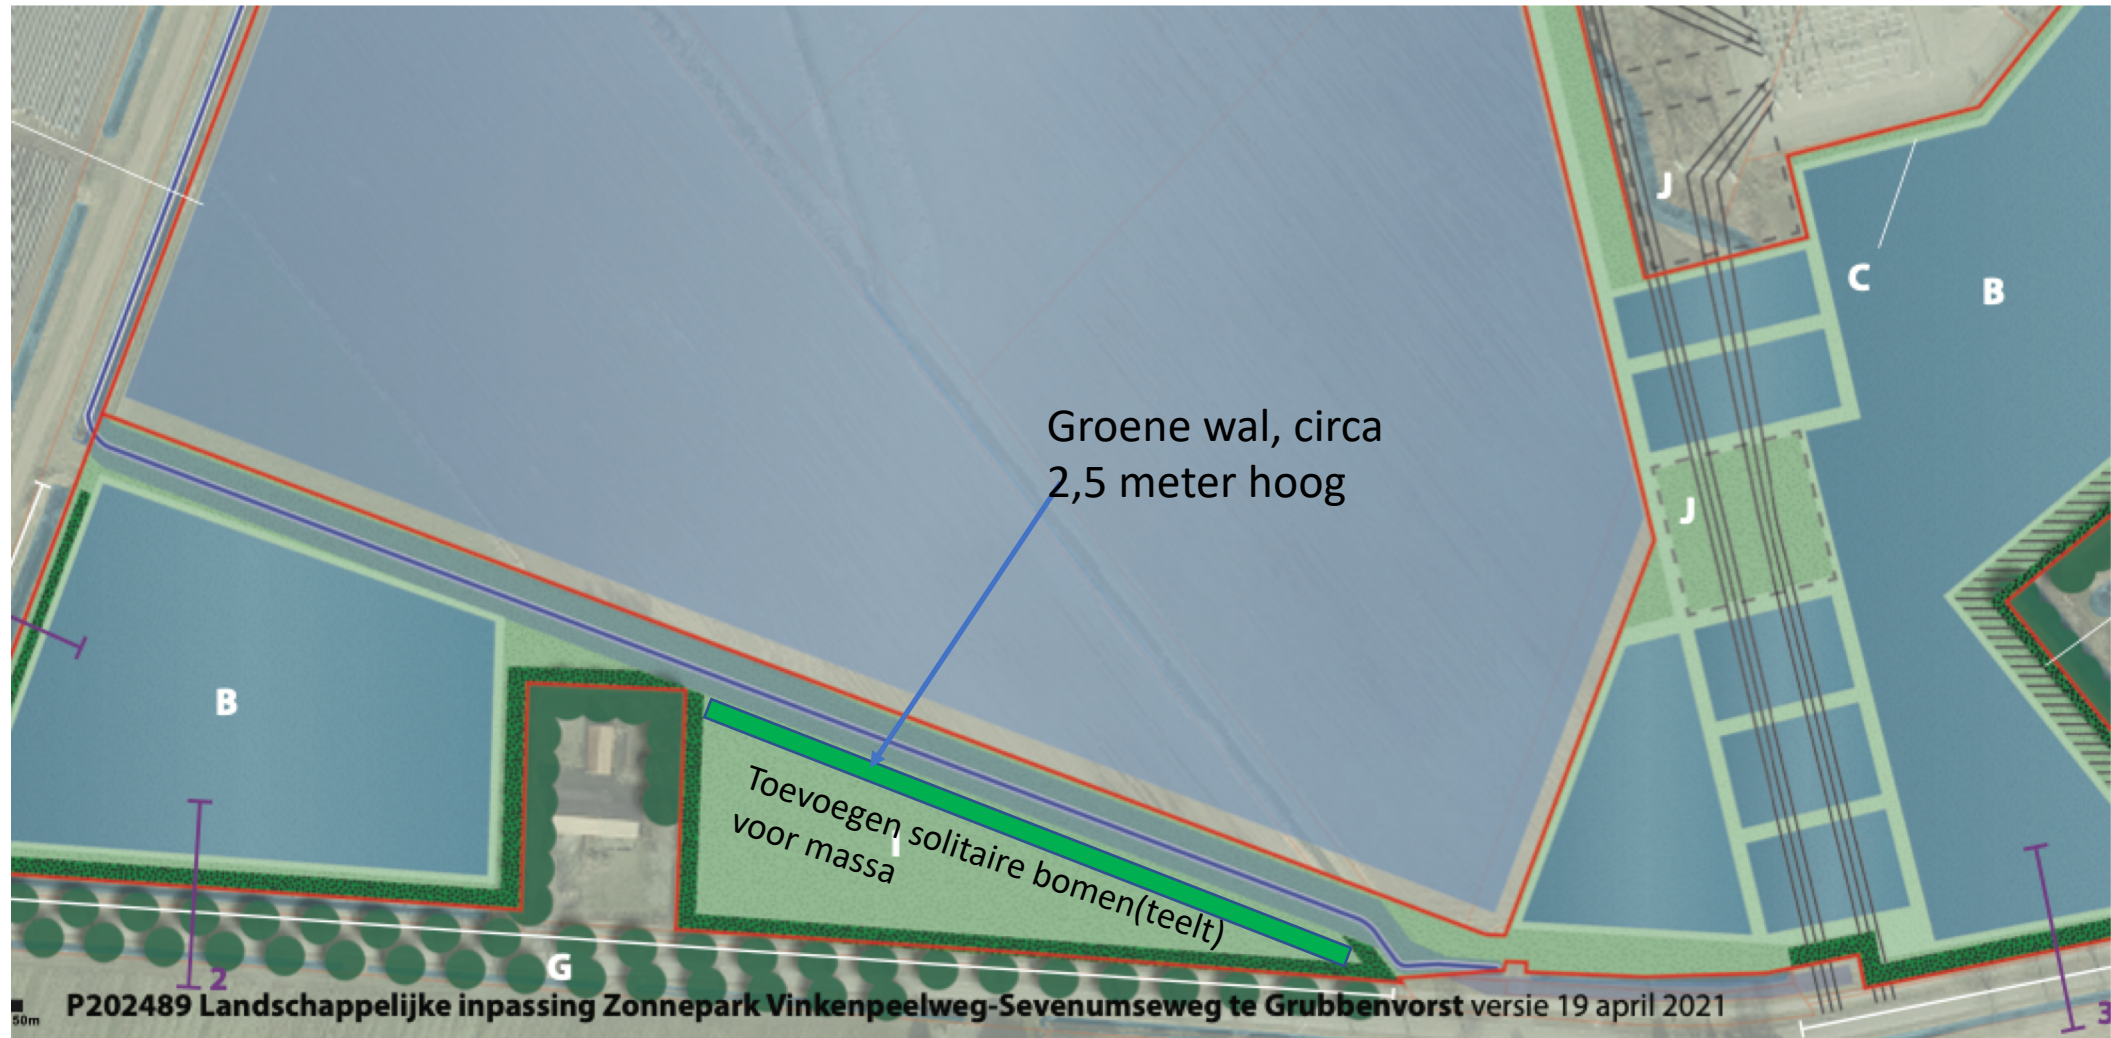 J
C
B
Groene wal, circa
2,5 meter hoog
J
B
Toevoegen solitaire bomen(teelt)
voor massa
I
G
2
3
50m
P202489 Landschappelijke inpassing Zonnepark Vinkenpeelweg-Sevenumseweg te Grubbenvorst versie 19 april 2021